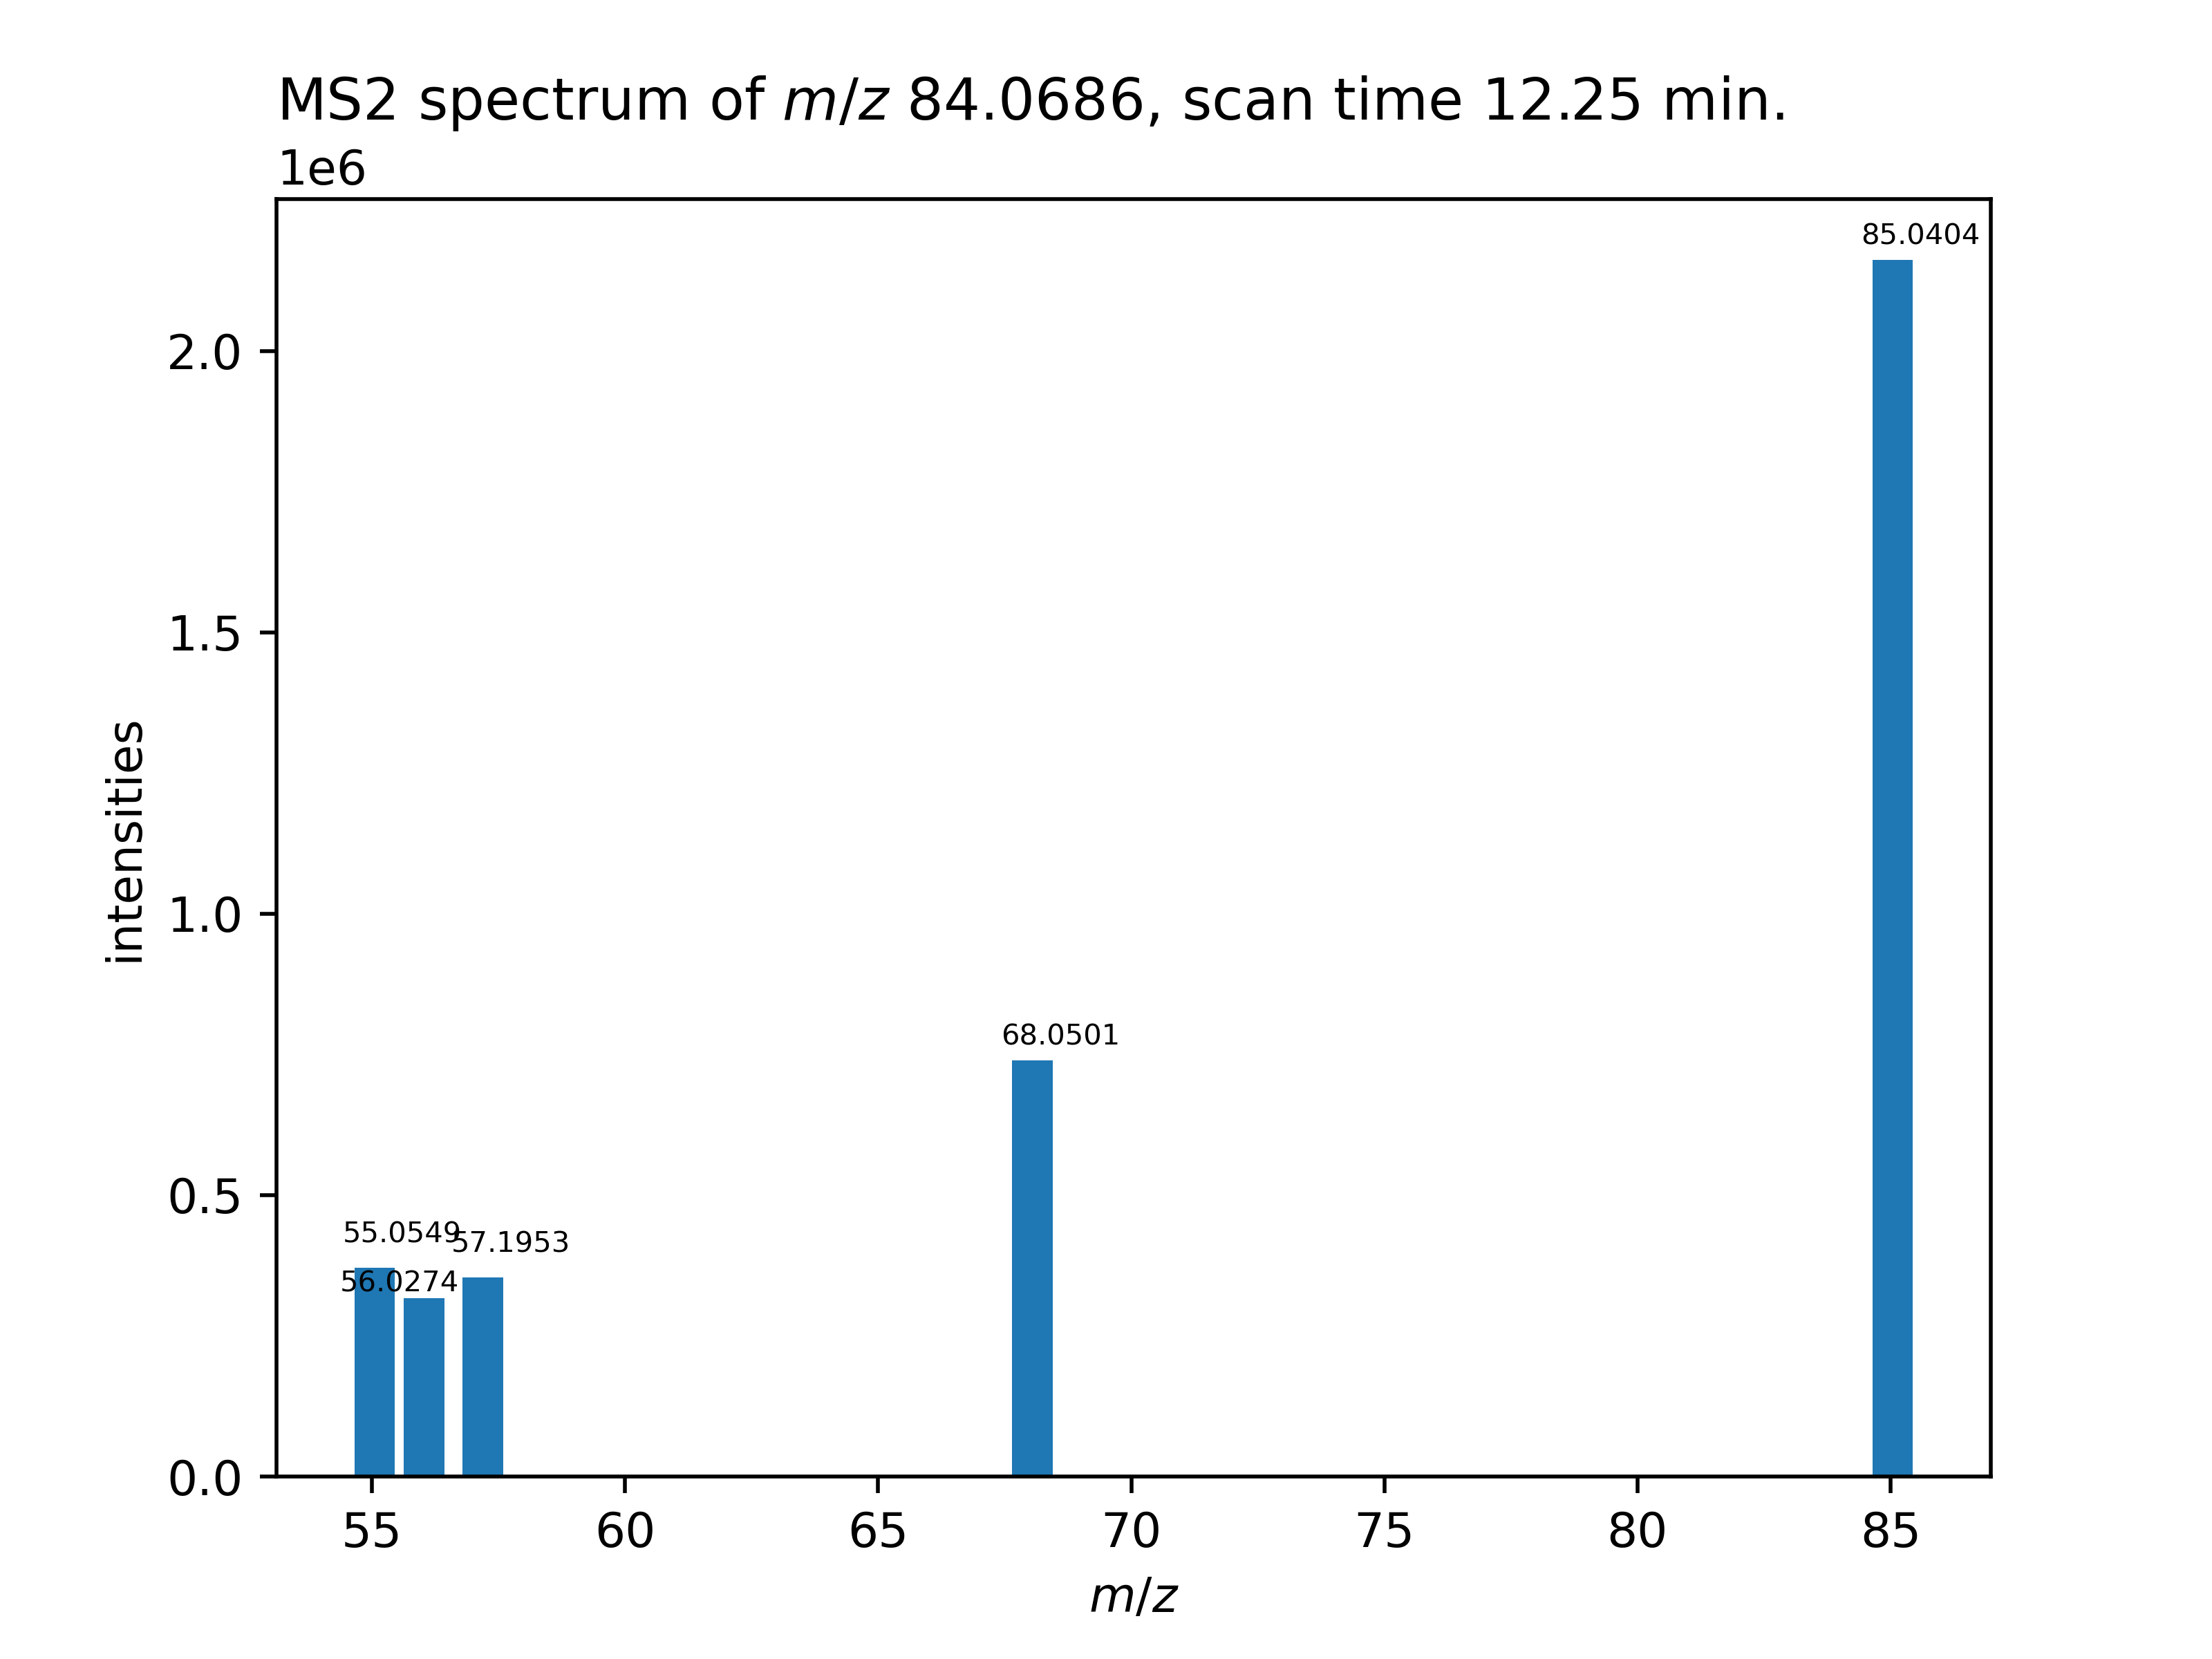 MS2 spectrum of m/z 84.0686, scan time 12.25 min.
1e6
85.0404
2.0
1.5
1.0
68.0501
0.5
55.0549
57.1953
56.0274
0.0
55 60 65 70 75 80 85
m/z
intensities